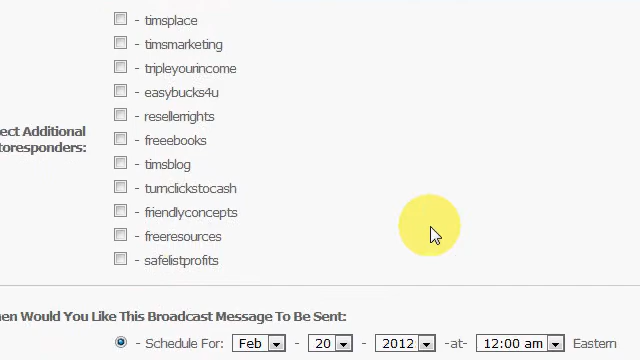 - timsplace
- timsmarketing
- tripleyourincome
- easybucks4u
- resellerrights
ect Additional
- freeebooks
toresponders:
- timsblog
- turnclickstocash
- friendlyconcepts
- freeresources
- safelistprofits
hen Would You Like This Broadcast Message To Be Sent:
- Schedule For: Feb - 20 - 2012 -at- 12:00 am Eastern